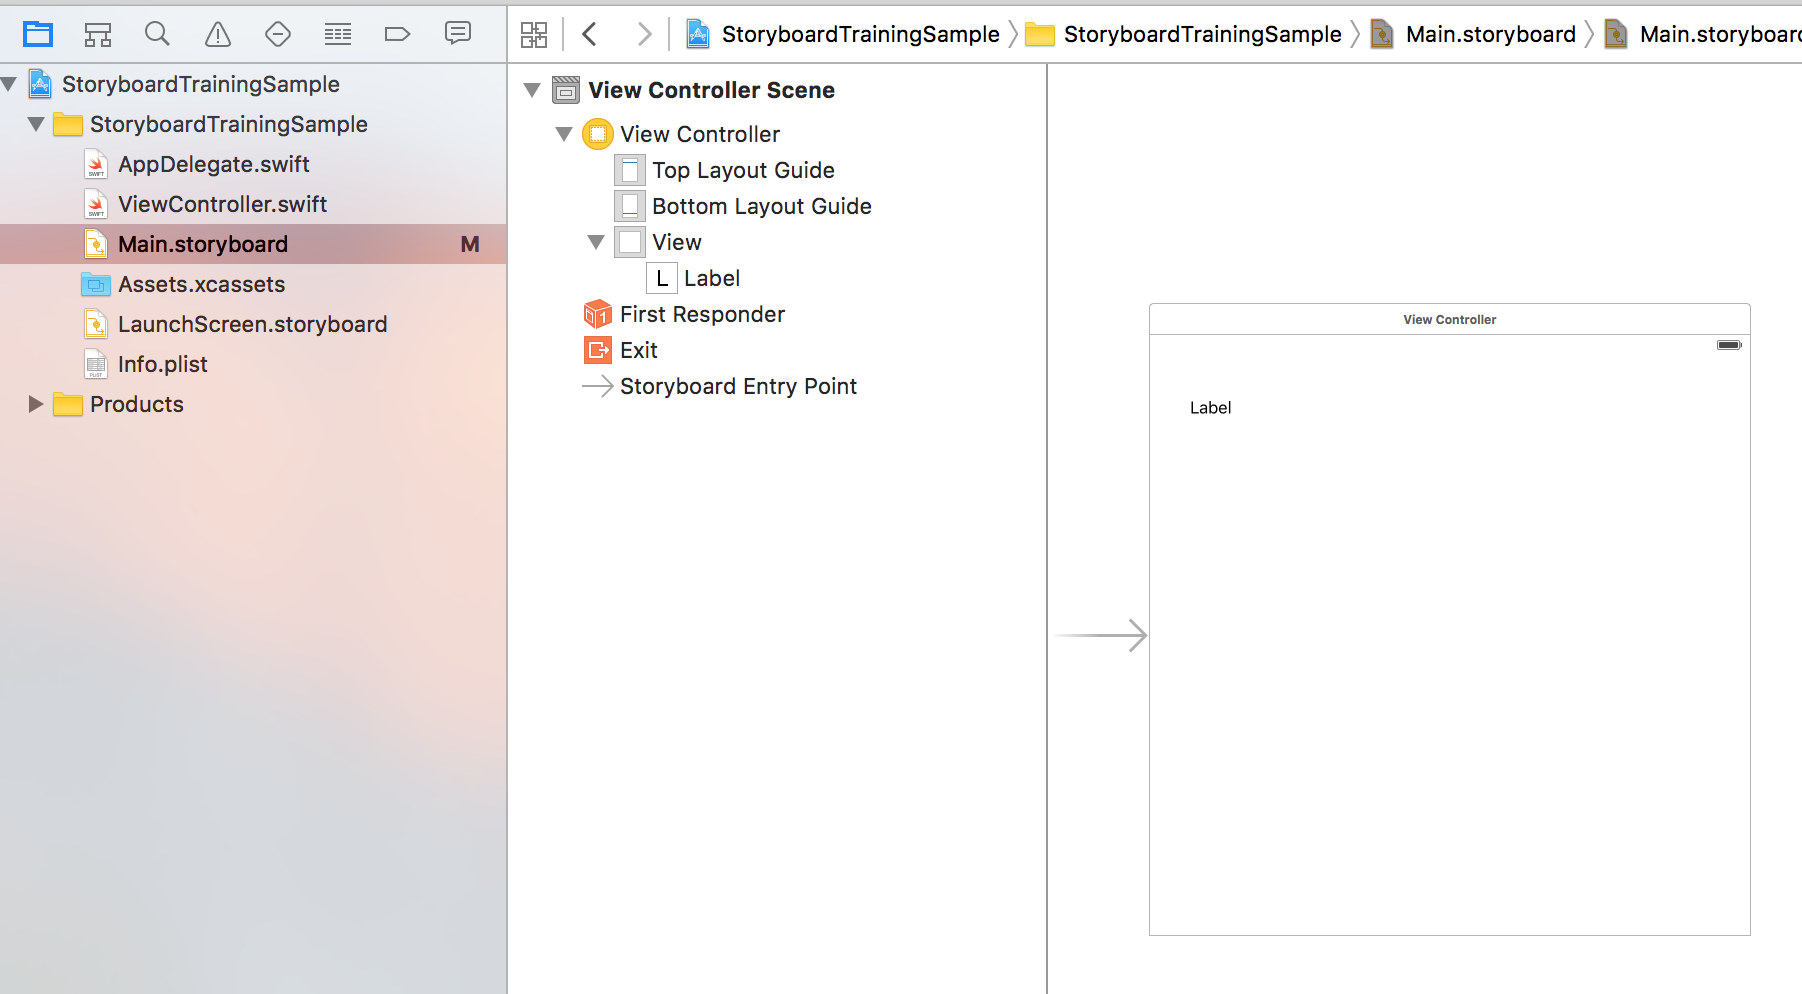 StoryboardTrainingSample StoryboardTrainingSample Main.storyboard Main.storyboard
StoryboardTrainingSample
StoryboardTrainingSample
AppDelegate.swift
ViewController.swift
Main.storyboard M
Assets.xcassets
LaunchScreen.storyboard
Info.plist
Products
View Controller Scene
View Controller
Top Layout Guide
Bottom Layout Guide
View
L Label
First Responder
Exit
Storyboard Entry Point
View Controller
Label